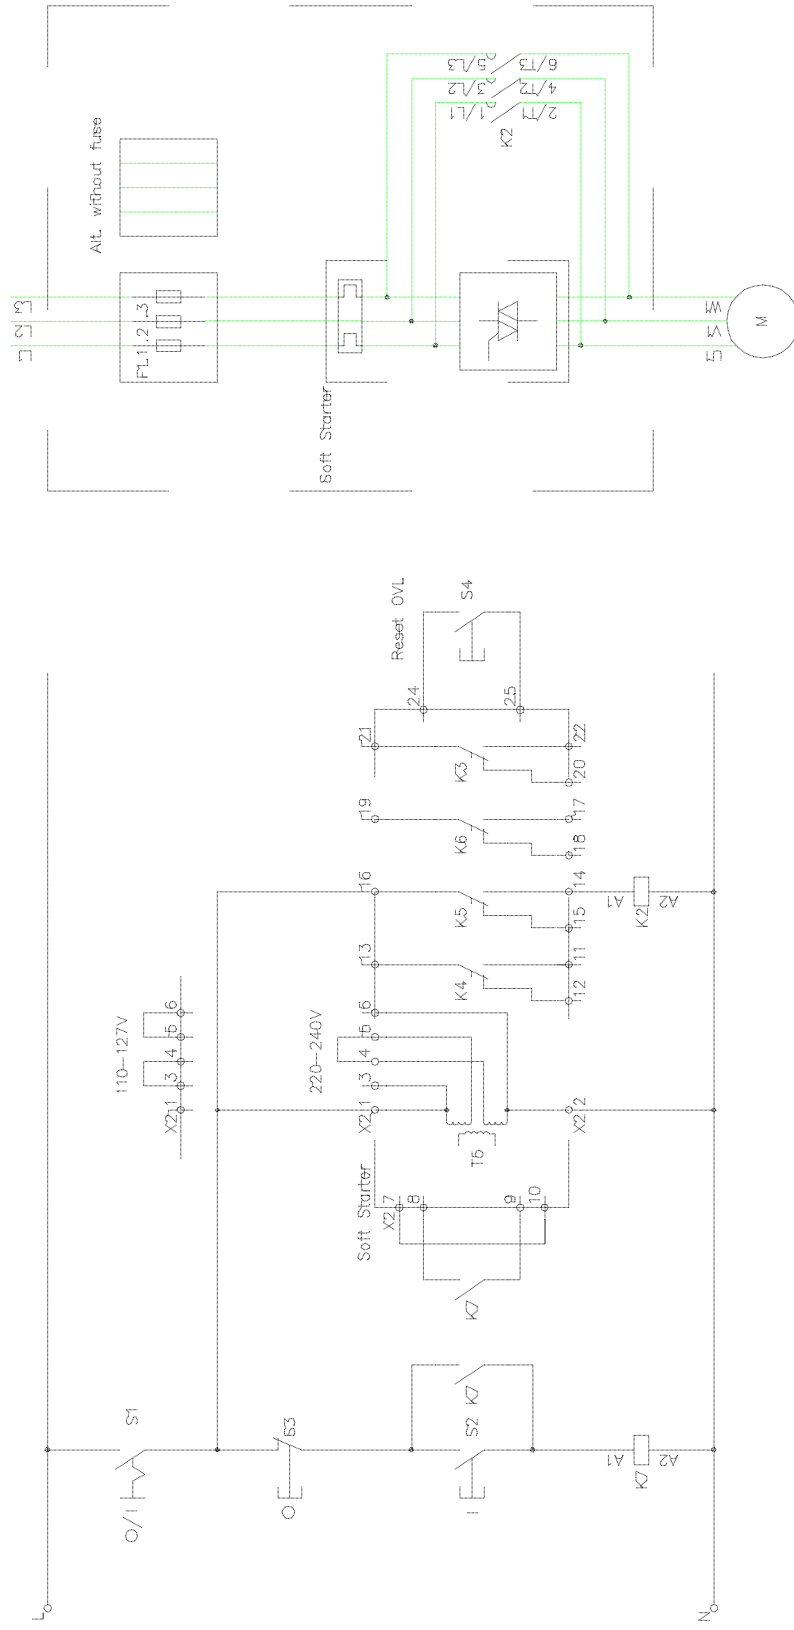 L3
L2
L
FL1 .2 .3
Alt. without fuse
Soft Starter
5/L3
3/L2
1/L1
6/T3
4/T2
2/T1
K2
W1
V1
M
Reset OVL
S4
24
25
21
22
20
K3
19
17
18
K6
16
14
15
K5
13
11
12
K4
A1
A2
K2
110-127V
X2 1 3 4 5 6
220-240V
X2 1 3 4 5 6
X2 2
T5
Soft Starter
X2 7
8
9
10
K7
S1
0/I
O
S2
I
K7
A1
A2
K7
L
N